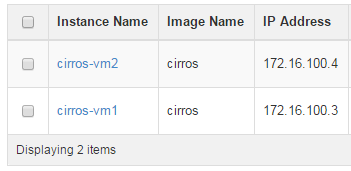 Instance Name Image Name IP Address
cirros-vm2 cirros 172.16.100.4
cirros-vm1 cirros 172.16.100.3
Displaying 2 items